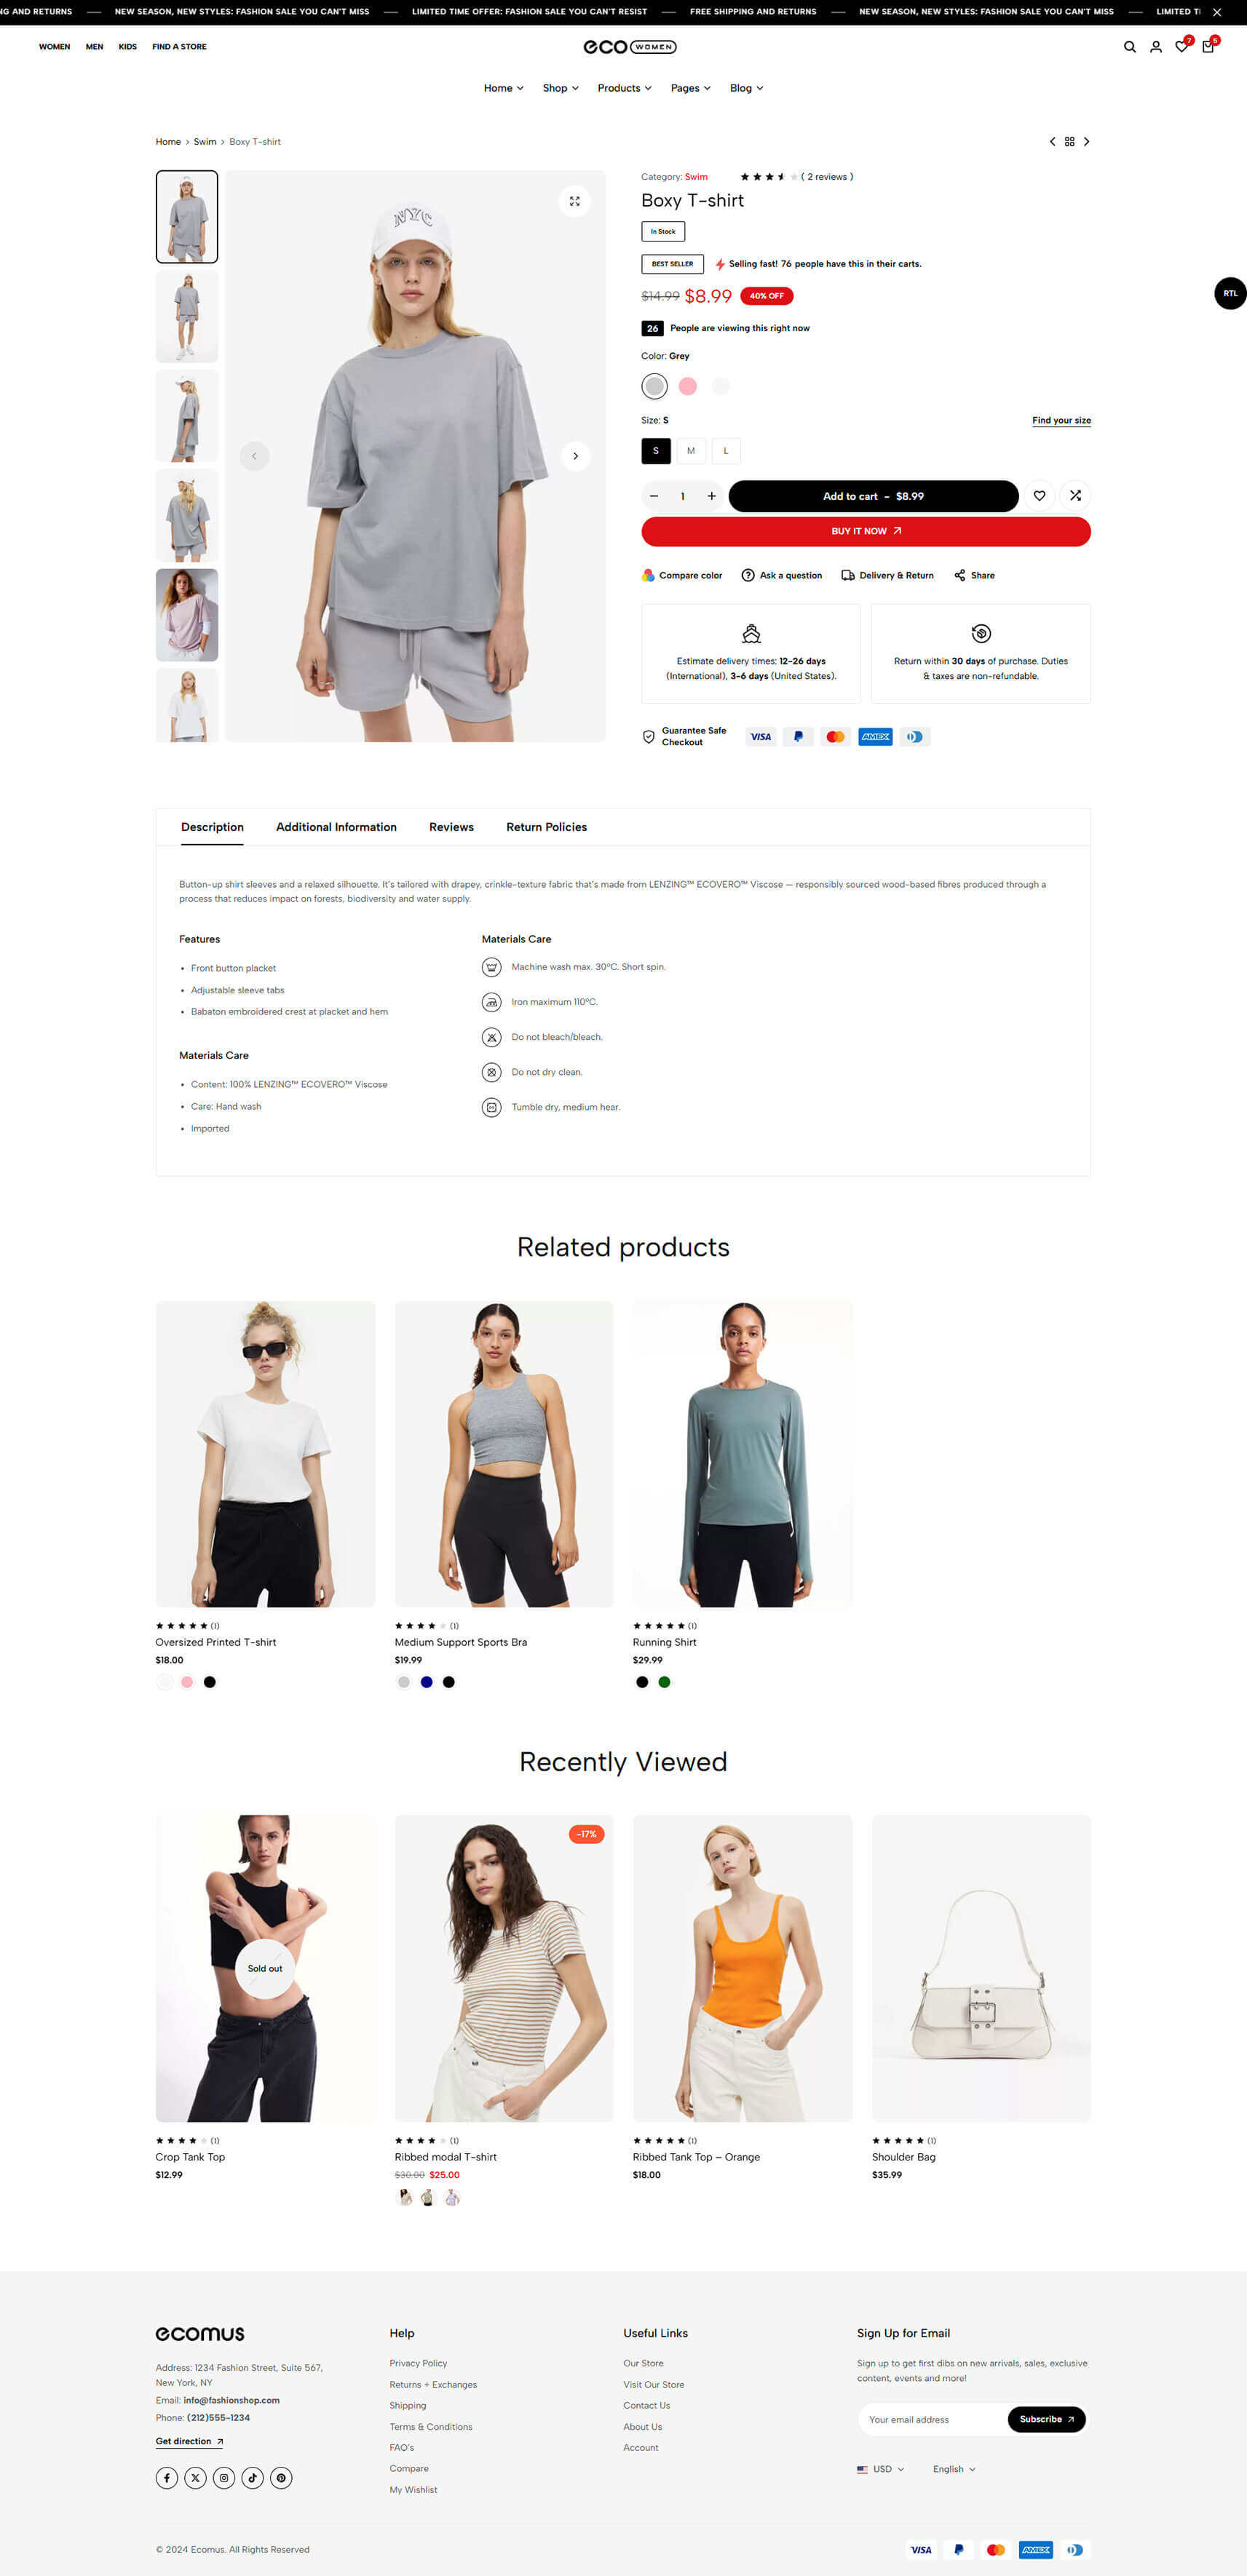 NG AND RETURNS — NEW SEASON, NEW STYLES: FASHION SALE YOU CAN'T MISS — LIMITED TIME OFFER: FASHION SALE YOU CAN'T RESIST — FREE SHIPPING AND RETURNS — NEW SEASON, NEW STYLES: FASHION SALE YOU CAN'T MISS — LIMITED TI
WOMEN MEN KIDS FIND A STORE
eco WOMEN
7 5
Home Shop Products Pages Blog
Home > Swim > Boxy T-shirt
NYC
Category: Swim ( 2 reviews )
Boxy T-shirt
In Stock
BEST SELLER Selling fast! 76 people have this in their carts.
$14.99 $8.99 40% OFF
RTL
26 People are viewing this right now
Color: Grey
Size: S Find your size
S M L
− 1 + Add to cart - $8.99
BUY IT NOW
Compare color Ask a question Delivery & Return Share
Estimate delivery times: 12-26 days
(International), 3-6 days (United States).
Return within 30 days of purchase. Duties
& taxes are non-refundable.
Guarantee Safe
Checkout
VISA AMEX
Description Additional Information Reviews Return Policies
Button-up shirt sleeves and a relaxed silhouette. It's tailored with drapey, crinkle-texture fabric that's made from LENZING™ ECOVERO™ Viscose — responsibly sourced wood-based fibres produced through a
process that reduces impact on forests, biodiversity and water supply.
Features
• Front button placket
• Adjustable sleeve tabs
• Babaton embroidered crest at placket and hem
Materials Care
• Content: 100% LENZING™ ECOVERO™ Viscose
• Care: Hand wash
• Imported
Materials Care
Machine wash max. 30ºC. Short spin.
Iron maximum 110ºC.
Do not bleach/bleach.
Do not dry clean.
Tumble dry, medium hear.
Related products
(1)
Oversized Printed T-shirt
$18.00
(1)
Medium Support Sports Bra
$19.99
(1)
Running Shirt
$29.99
Recently Viewed
Sold out
(1)
Crop Tank Top
$12.99
-17%
(1)
Ribbed modal T-shirt
$30.00 $25.00
(1)
Ribbed Tank Top – Orange
$18.00
(1)
Shoulder Bag
$35.99
ecomus
Address: 1234 Fashion Street, Suite 567,
New York, NY
Email: info@fashionshop.com
Phone: (212)555-1234
Get direction
Help
Privacy Policy
Returns + Exchanges
Shipping
Terms & Conditions
FAQ's
Compare
My Wishlist
Useful Links
Our Store
Visit Our Store
Contact Us
About Us
Account
Sign Up for Email
Sign up to get first dibs on new arrivals, sales, exclusive
content, events and more!
Your email address Subscribe
USD English
© 2024 Ecomus. All Rights Reserved
VISA AMEX